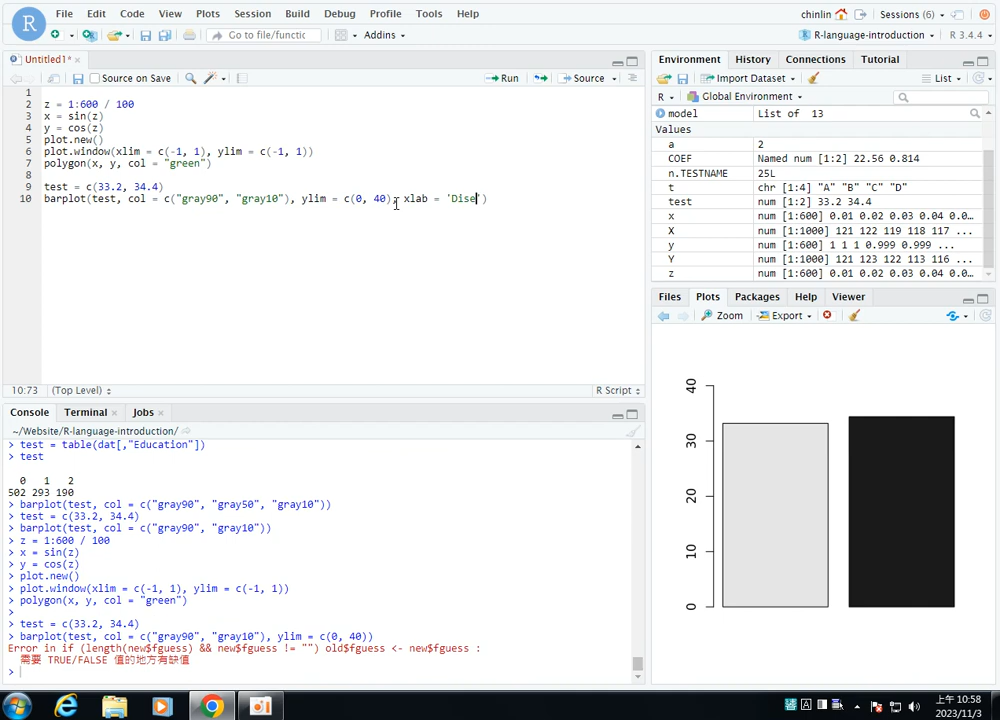 File Edit Code View Plots Session Build Debug Profile Tools Help
chinlin Sessions (6)
Go to file/functic Addins
R-language-introduction R 3.4.4
Untitled1*
Source on Save Run Source
1
2 z = 1:600 / 100
3 x = sin(z)
4 y = cos(z)
5 plot.new()
6 plot.window(xlim = c(-1, 1), ylim = c(-1, 1))
7 polygon(x, y, col = "green")
8
9 test = c(33.2, 34.4)
10 barplot(test, col = c("gray90", "gray10"), ylim = c(0, 40), xlab = 'Dise')
10:73 (Top Level) R Script
Console Terminal Jobs
~/Website/R-language-introduction/
> test = table(dat[,"Education"])
> test
0 1 2
502 293 190
> barplot(test, col = c("gray90", "gray50", "gray10"))
> test = c(33.2, 34.4)
> barplot(test, col = c("gray90", "gray10"))
> z = 1:600 / 100
> x = sin(z)
> y = cos(z)
> plot.new()
> plot.window(xlim = c(-1, 1), ylim = c(-1, 1))
> polygon(x, y, col = "green")
>
> test = c(33.2, 34.4)
> barplot(test, col = c("gray90", "gray10"), ylim = c(0, 40))
Error in if (length(new$fguess) && new$fguess != "") old$fguess <- new$fguess :
需要 TRUE/FALSE 值的地方有缺值
>
Environment History Connections Tutorial
Import Dataset List
R Global Environment
model List of 13
Values
a 2
COEF Named num [1:2] 22.56 0.814
n.TESTNAME 25L
t chr [1:4] "A" "B" "C" "D"
test num [1:2] 33.2 34.4
x num [1:600] 0.01 0.02 0.03 0.04 0.0…
X num [1:1000] 121 122 119 118 117 ...
y num [1:600] 1 1 1 0.999 0.999 ...
Y num [1:1000] 121 123 122 113 116 ...
z num [1:600] 0.01 0.02 0.03 0.04 0.0…
Files Plots Packages Help Viewer
Zoom Export
40
30
20
10
0
上午 10:58
2023/11/3